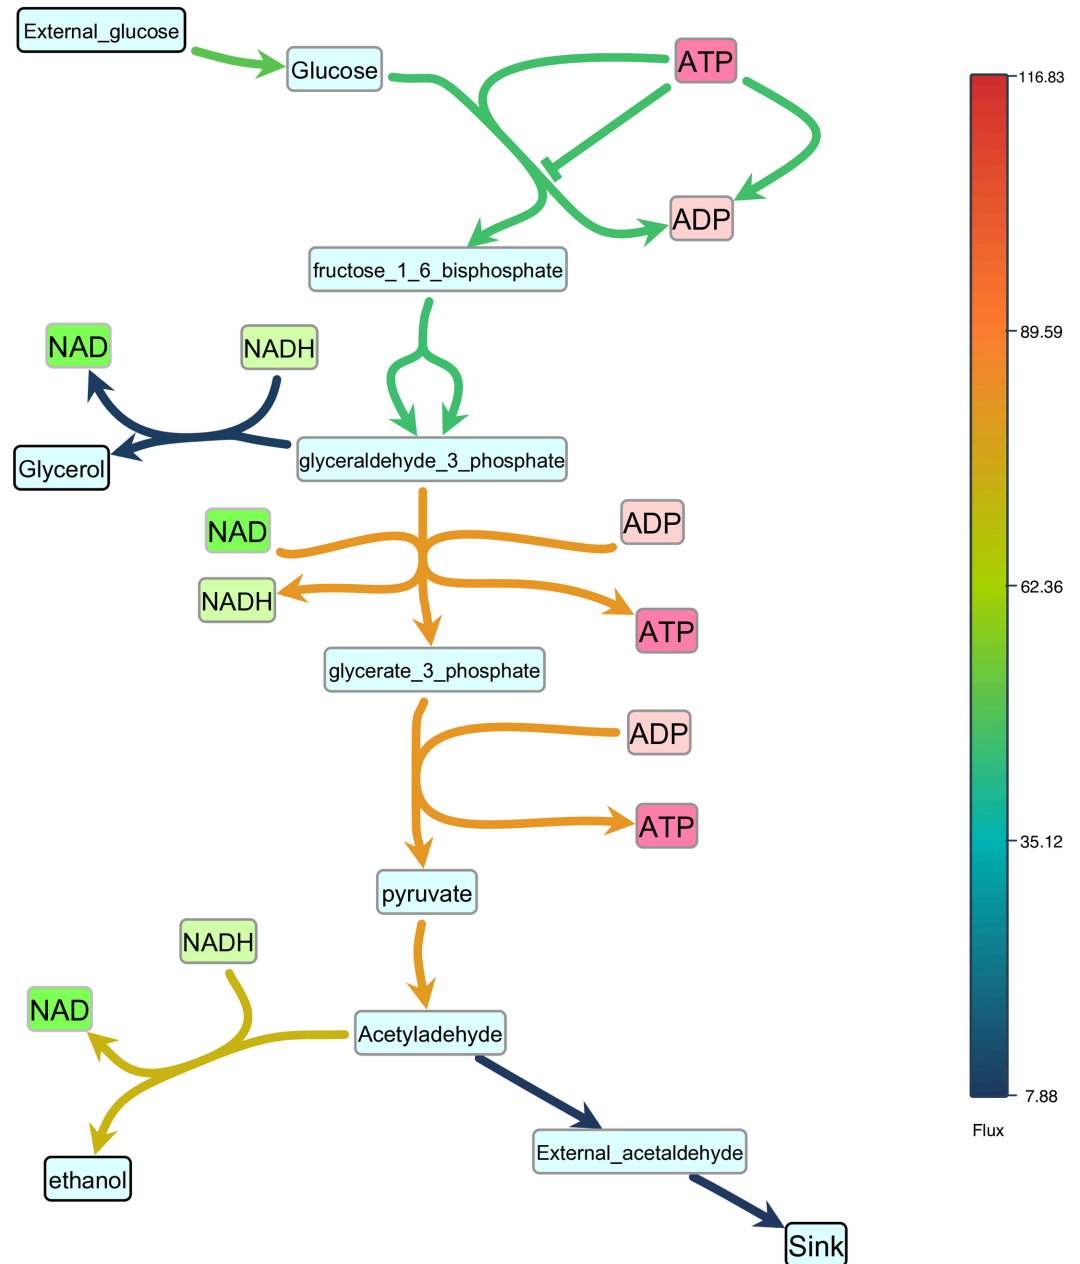 External_glucose
Glucose
ATP
116.83
ADP
fructose_1_6_bisphosphate
NAD
NADH
89.59
Glycerol
glyceraldehyde_3_phosphate
NAD
ADP
NADH
ATP
62.36
glycerate_3_phosphate
ADP
ATP
35.12
pyruvate
NADH
NAD
Acetyladehyde
7.88
Flux
External_acetaldehyde
ethanol
Sink